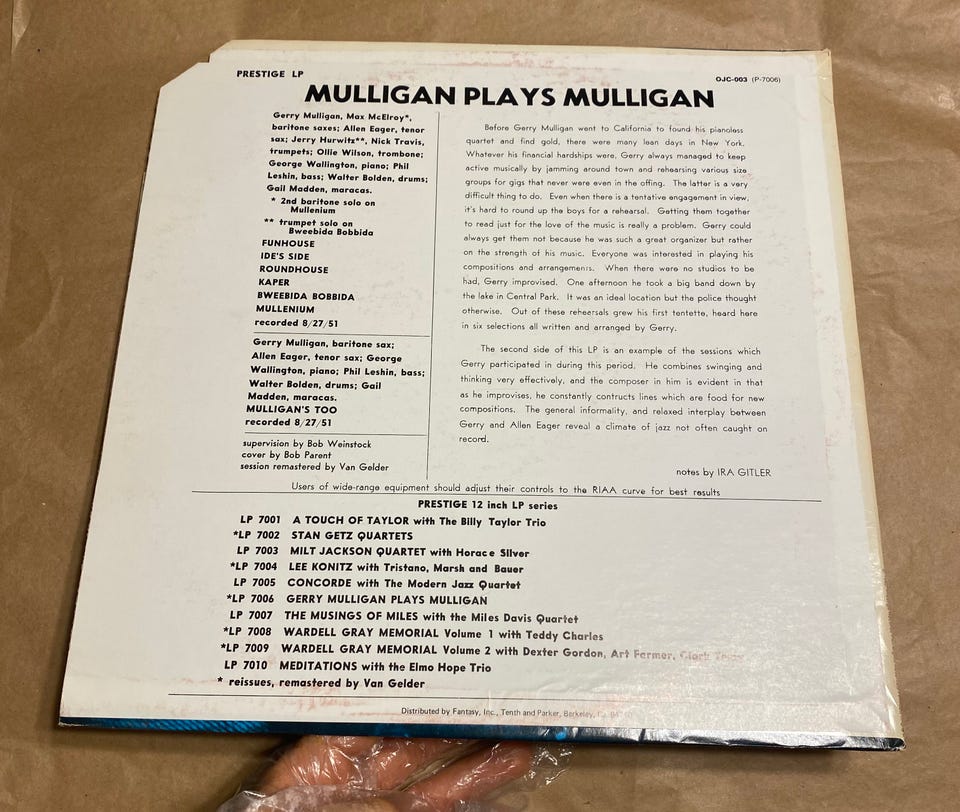 PRESTIGE LP
OJC-003 (P-7006)
MULLIGAN PLAYS MULLIGAN
Gerry Mulligan, Max McElroy*,
baritone saxes; Allen Eager, tenor
sax; Jerry Hurwitz**, Nick Travis,
trumpets; Ollie Wilson, trombone;
George Wallington, piano; Phil
Leshin, bass; Walter Bolden, drums;
Gail Madden, maracas.
* 2nd baritone solo on
Mullenium
** trumpet solo on
Bweebida Bobbida
FUNHOUSE
IDE'S SIDE
ROUNDHOUSE
KAPER
BWEEBIDA BOBBIDA
MULLENIUM
recorded 8/27/51
Gerry Mulligan, baritone sax;
Allen Eager, tenor sax; George
Wallington, piano; Phil Leshin, bass;
Walter Bolden, drums; Gail
Madden, maracas.
MULLIGAN'S TOO
recorded 8/27/51
supervision by Bob Weinstock
cover by Bob Parent
session remastered by Van Gelder
Before Gerry Mulligan went to California to found his pianoless
quartet and find gold, there were many lean days in New York.
Whatever his financial hardships were, Gerry always managed to keep
active musically by jamming around town and rehearsing various size
groups for gigs that never were even in the offing. The latter is a very
difficult thing to do. Even when there is a tentative engagement in view,
it's hard to round up the boys for a rehearsal. Getting them together
to read just for the love of the music is really a problem. Gerry could
always get them not because he was such a great organizer but rather
on the strength of his music. Everyone was interested in playing his
compositions and arrangements. When there were no studios to be
had, Gerry improvised. One afternoon he took a big band down by
the lake in Central Park. It was an ideal location but the police thought
otherwise. Out of these rehearsals grew his first tentette, heard here
in six selections all written and arranged by Gerry.
The second side of this LP is an example of the sessions which
Gerry participated in during this period. He combines swinging and
thinking very effectively, and the composer in him is evident in that
as he improvises, he constantly contructs lines which are food for new
compositions. The general informality, and relaxed interplay between
Gerry and Allen Eager reveal a climate of jazz not often caught on
record.
notes by IRA GITLER
Users of wide-range equipment should adjust their controls to the RIAA curve for best results
PRESTIGE 12 inch LP series
LP 7001 A TOUCH OF TAYLOR with The Billy Taylor Trio
*LP 7002 STAN GETZ QUARTETS
LP 7003 MILT JACKSON QUARTET with Horace Silver
*LP 7004 LEE KONITZ with Tristano, Marsh and Bauer
LP 7005 CONCORDE with The Modern Jazz Quartet
*LP 7006 GERRY MULLIGAN PLAYS MULLIGAN
LP 7007 THE MUSINGS OF MILES with the Miles Davis Quartet
*LP 7008 WARDELL GRAY MEMORIAL Volume 1 with Teddy Charles
*LP 7009 WARDELL GRAY MEMORIAL Volume 2 with Dexter Gordon, Art Farmer, Clark Terry
LP 7010 MEDITATIONS with the Elmo Hope Trio
* reissues, remastered by Van Gelder
Distributed by Fantasy, Inc., Tenth and Parker, Berkeley,